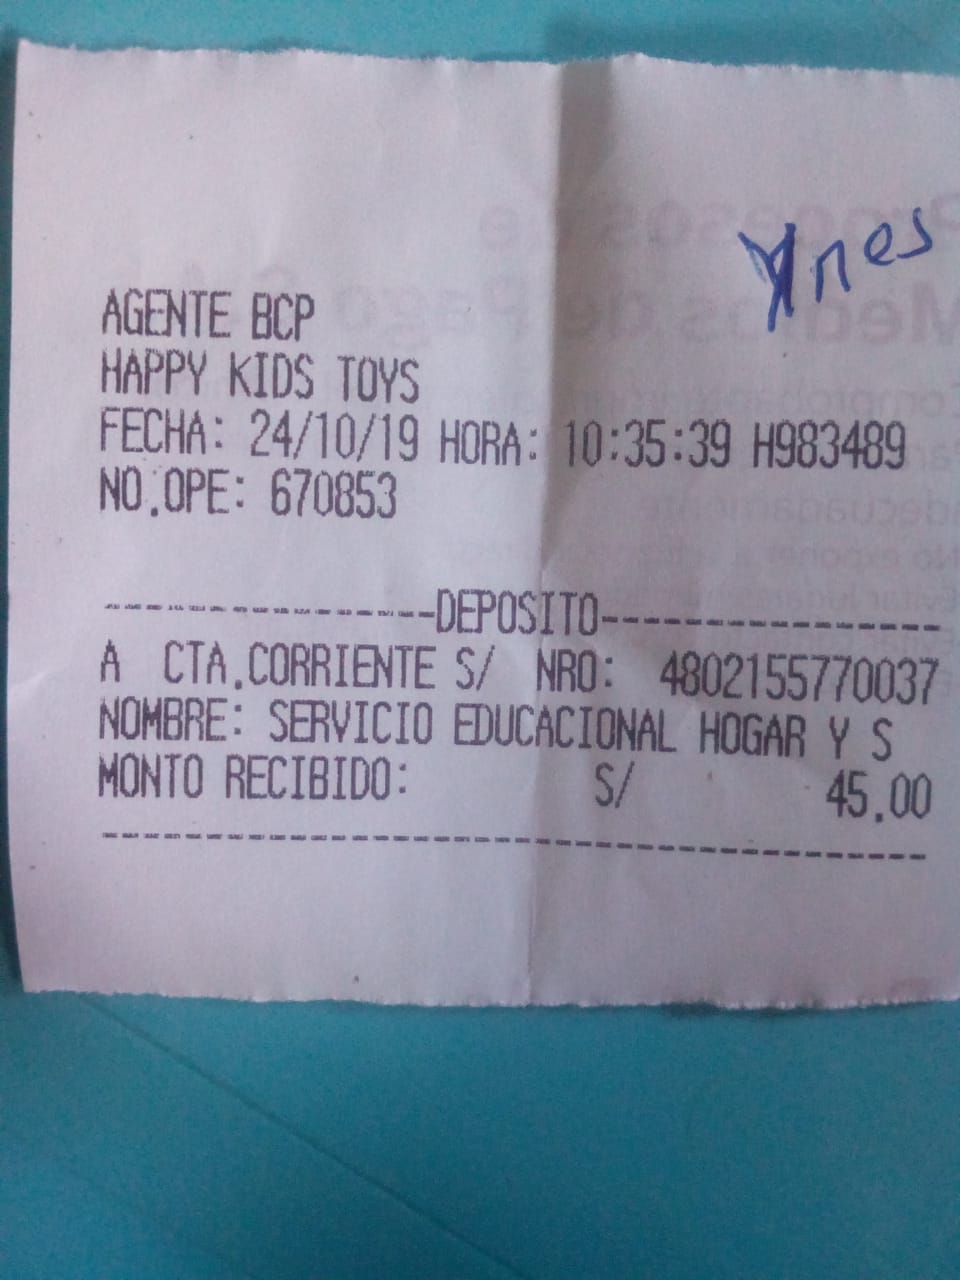 Ynes
AGENTE BCP
HAPPY KIDS TOYS
FECHA: 24/10/19 HORA: 10:35:39 H983489
NO.OPE: 670853
----------------DEPOSITO----------------
A CTA.CORRIENTE S/ NRO: 4802155770037
NOMBRE: SERVICIO EDUCACIONAL HOGAR Y S
MONTO RECIBIDO: S/ 45.00
----------------------------------------